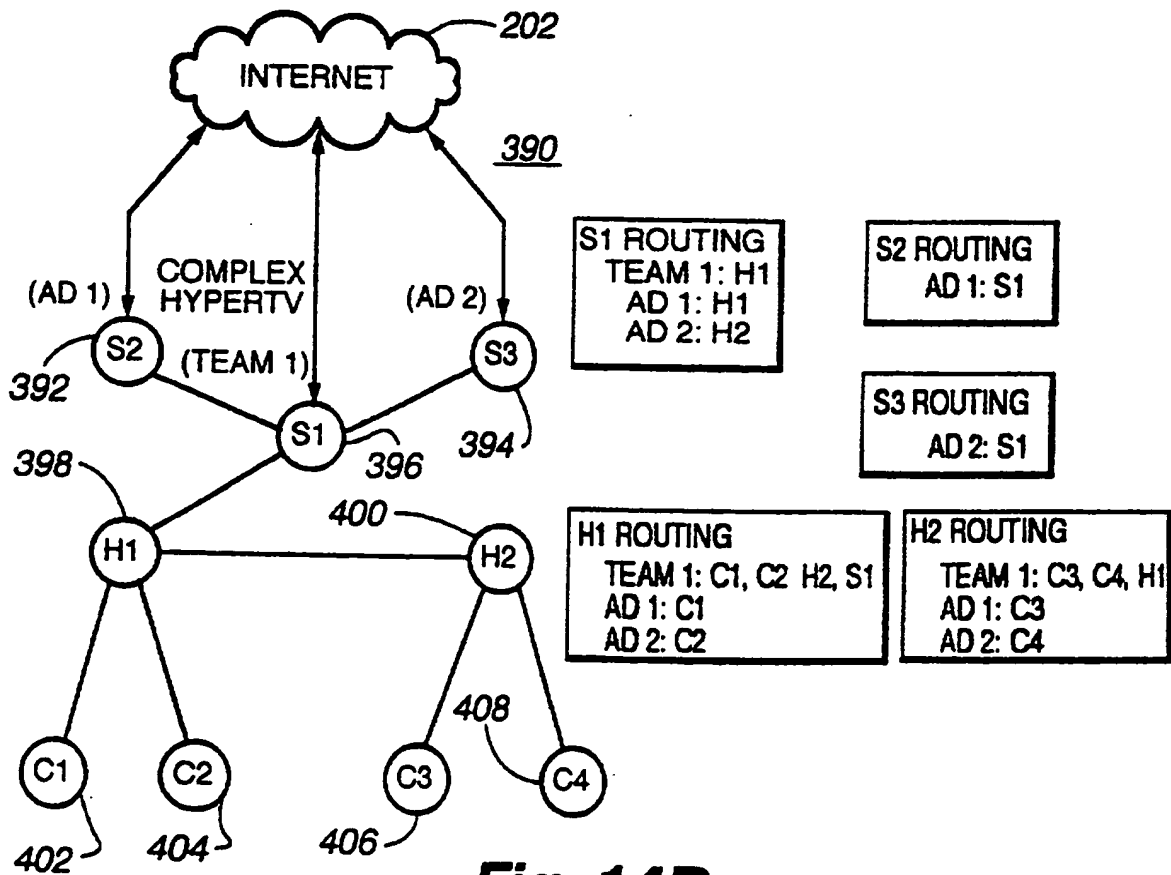 202
INTERNET
390
COMPLEX
HYPERTV
(AD 1)
(AD 2)
(TEAM 1)
S2
S3
S1
392
394
396
S1 ROUTING
TEAM 1: H1
AD 1: H1
AD 2: H2
S2 ROUTING
AD 1: S1
S3 ROUTING
AD 2: S1
398
400
H1
H2
H1 ROUTING
TEAM 1: C1, C2 H2, S1
AD 1: C1
AD 2: C2
H2 ROUTING
TEAM 1: C3, C4, H1
AD 1: C3
AD 2: C4
408
C1
C2
C3
C4
402
404
406